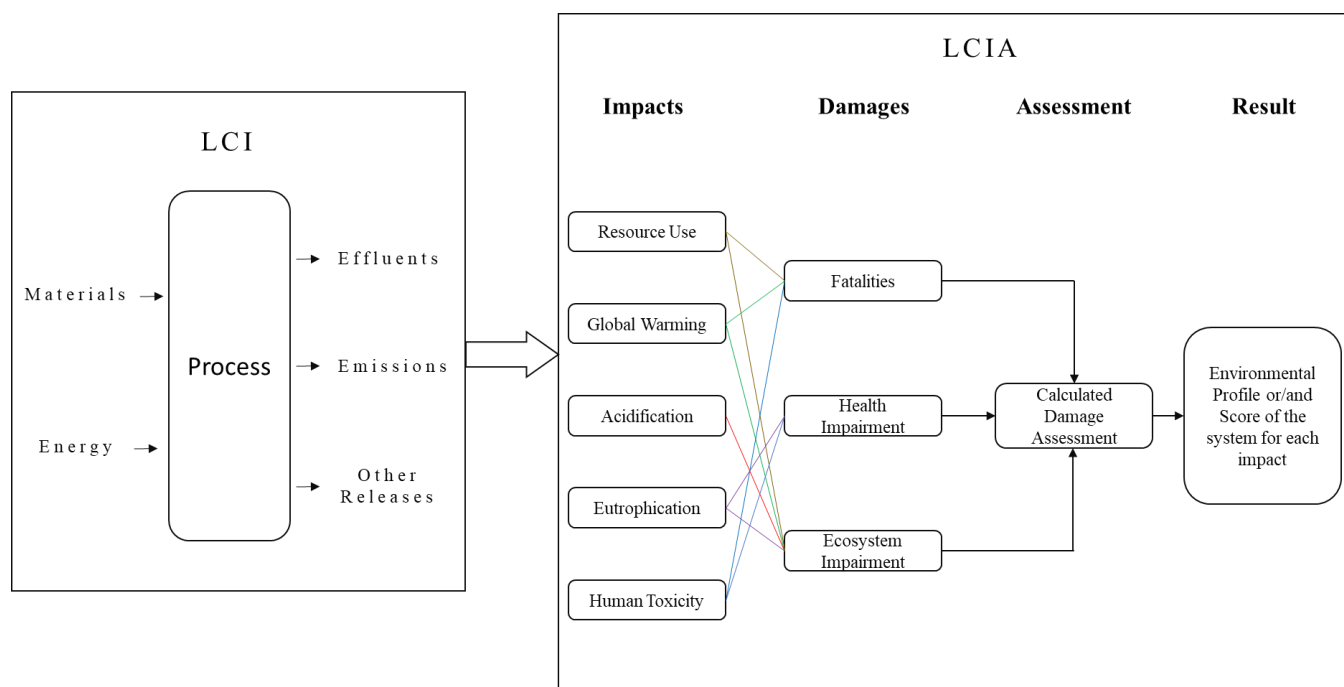 LCI
Materials
Energy
Process
Effluents
Emissions
Other
Releases
LCIA
Impacts
Damages
Assessment
Result
Resource Use
Global Warming
Acidification
Eutrophication
Human Toxicity
Fatalities
Health
Impairment
Ecosystem
Impairment
Calculated
Damage
Assessment
Environmental
Profile or/and
Score of the
system for each
impact